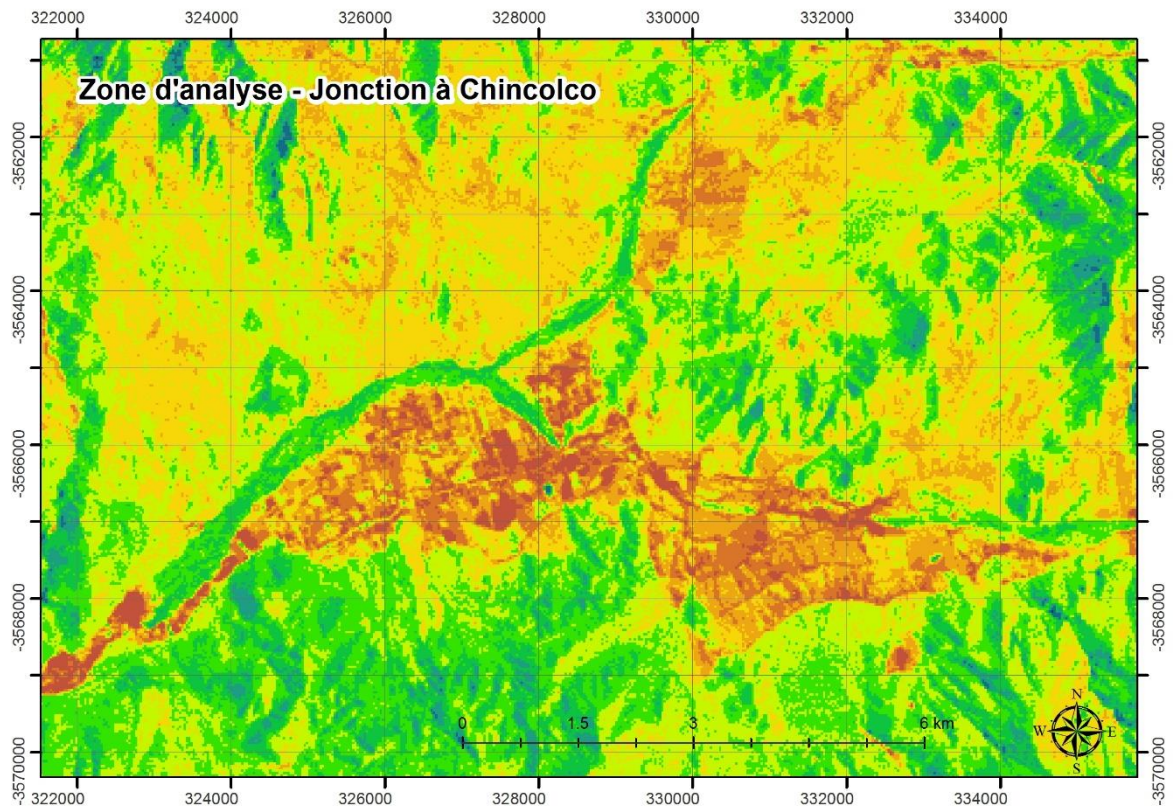 322000 324000 326000 328000 330000 332000 334000
Zone d'analyse - Jonction à Chincolco
-3562000 -3562000
-3564000 -3564000
-3566000 -3566000
-3568000 -3568000
-3570000 -3570000
0 1.5 3 6 km
N
W E
S
322000 324000 326000 328000 330000 332000 334000